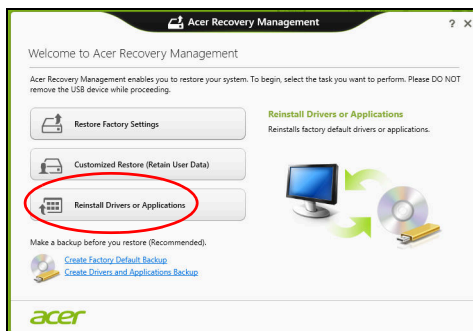 Acer Recovery Management
? X
Welcome to Acer Recovery Management
Acer Recovery Management enables you to restore your system. To begin, select the task you want to perform. Please DO NOT
remove the USB device while proceeding.
Restore Factory Settings
Reinstall Drivers or Applications
Reinstalls factory default drivers or applications.
Customized Restore (Retain User Data)
Reinstall Drivers or Applications
Make a backup before you restore (Recommended).
Create Factory Default Backup
Create Drivers and Applications Backup
acer